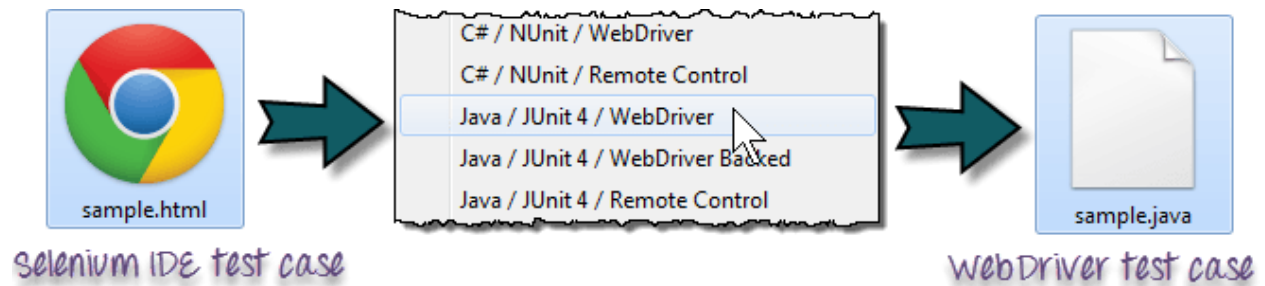 sample.html
Selenium IDE test case
C# / NUnit / WebDriver
C# / NUnit / Remote Control
Java / JUnit 4 / WebDriver
Java / JUnit 4 / WebDriver Backed
Java / JUnit 4 / Remote Control
sample.java
WebDriver test case